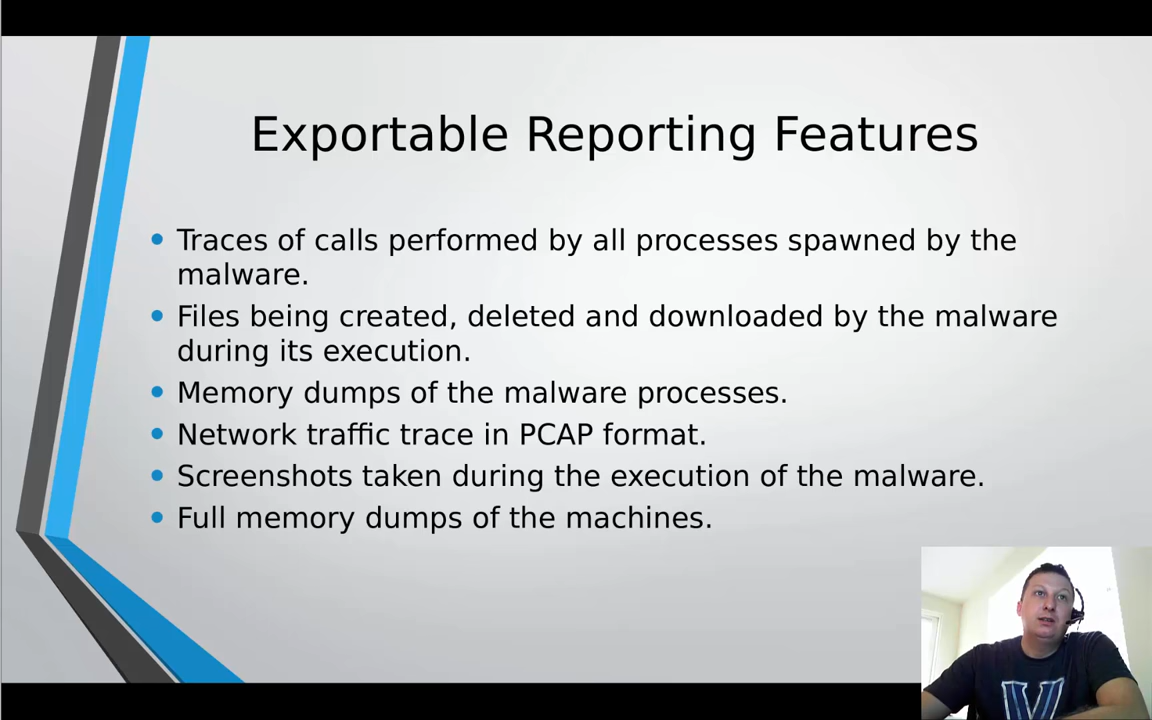 Exportable Reporting Features
Traces of calls performed by all processes spawned by the
malware.
Files being created, deleted and downloaded by the malware
during its execution.
Memory dumps of the malware processes.
Network traffic trace in PCAP format.
Screenshots taken during the execution of the malware.
Full memory dumps of the machines.
V